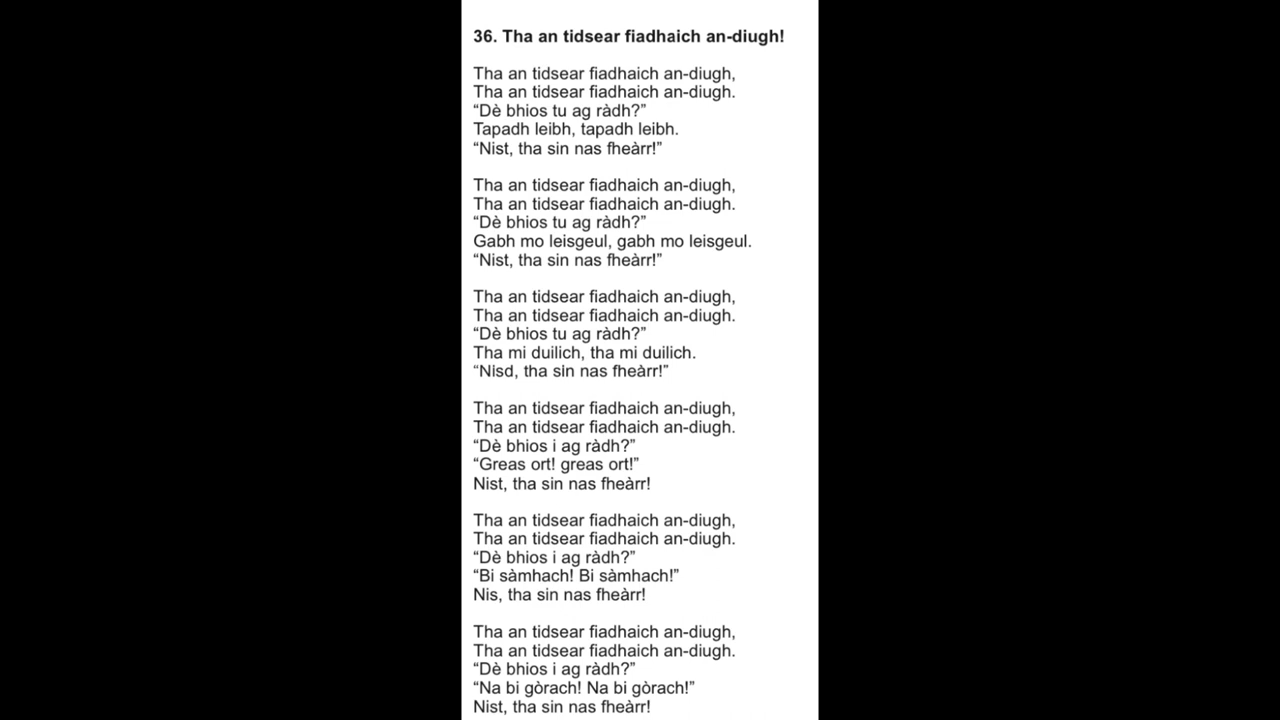 36. Tha an tidsear fiadhaich an-diugh!
Tha an tidsear fiadhaich an-diugh,
Tha an tidsear fiadhaich an-diugh.
“Dè bhios tu ag ràdh?”
Tapadh leibh, tapadh leibh.
“Nist, tha sin nas fheàrr!”
Tha an tidsear fiadhaich an-diugh,
Tha an tidsear fiadhaich an-diugh.
“Dè bhios tu ag ràdh?”
Gabh mo leisgeul, gabh mo leisgeul.
“Nist, tha sin nas fheàrr!”
Tha an tidsear fiadhaich an-diugh,
Tha an tidsear fiadhaich an-diugh.
“Dè bhios tu ag ràdh?”
Tha mi duilich, tha mi duilich.
“Nisd, tha sin nas fheàrr!”
Tha an tidsear fiadhaich an-diugh,
Tha an tidsear fiadhaich an-diugh.
“Dè bhios i ag ràdh?”
“Greas ort! greas ort!”
Nist, tha sin nas fheàrr!
Tha an tidsear fiadhaich an-diugh,
Tha an tidsear fiadhaich an-diugh.
“Dè bhios i ag ràdh?”
“Bi sàmhach! Bi sàmhach!”
Nis, tha sin nas fheàrr!
Tha an tidsear fiadhaich an-diugh,
Tha an tidsear fiadhaich an-diugh.
“Dè bhios i ag ràdh?”
“Na bi gòrach! Na bi gòrach!”
Nist, tha sin nas fheàrr!